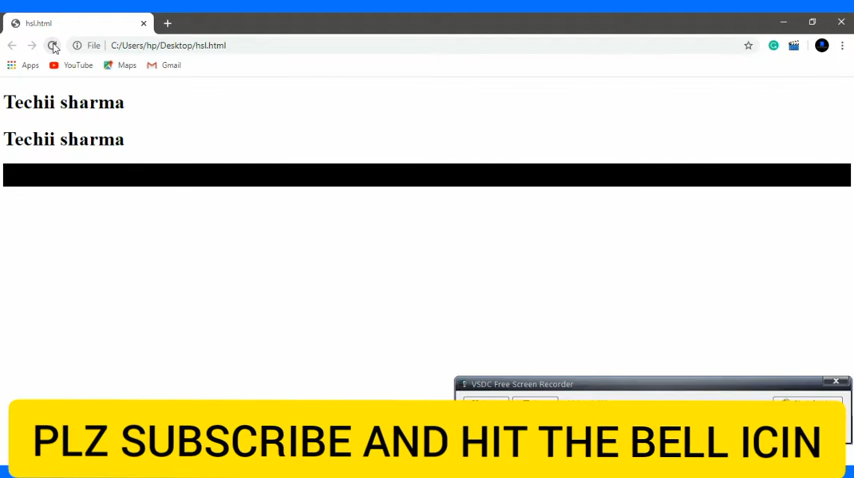 hsl.html
File C:/Users/hp/Desktop/hsl.html
Apps YouTube Maps Gmail
Techii sharma
Techii sharma
VSDC Free Screen Recorder
PLZ SUBSCRIBE AND HIT THE BELL ICIN